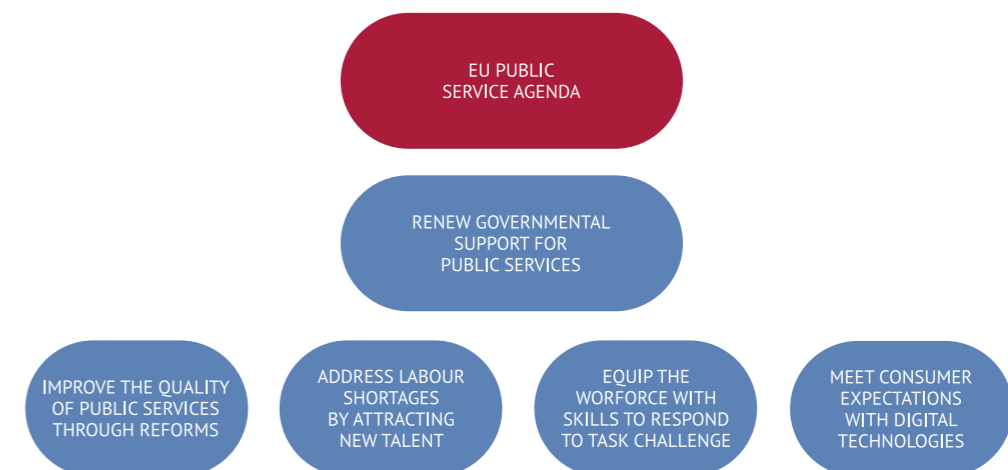 EU PUBLIC
SERVICE AGENDA
RENEW GOVERNMENTAL
SUPPORT FOR
PUBLIC SERVICES
IMPROVE THE QUALITY
OF PUBLIC SERVICES
THROUGH REFORMS
ADDRESS LABOUR
SHORTAGES
BY ATTRACTING
NEW TALENT
EQUIP THE
WORFORCE WITH
SKILLS TO RESPOND
TO TASK CHALLENGE
MEET CONSUMER
EXPECTATIONS
WITH DIGITAL
TECHNOLOGIES